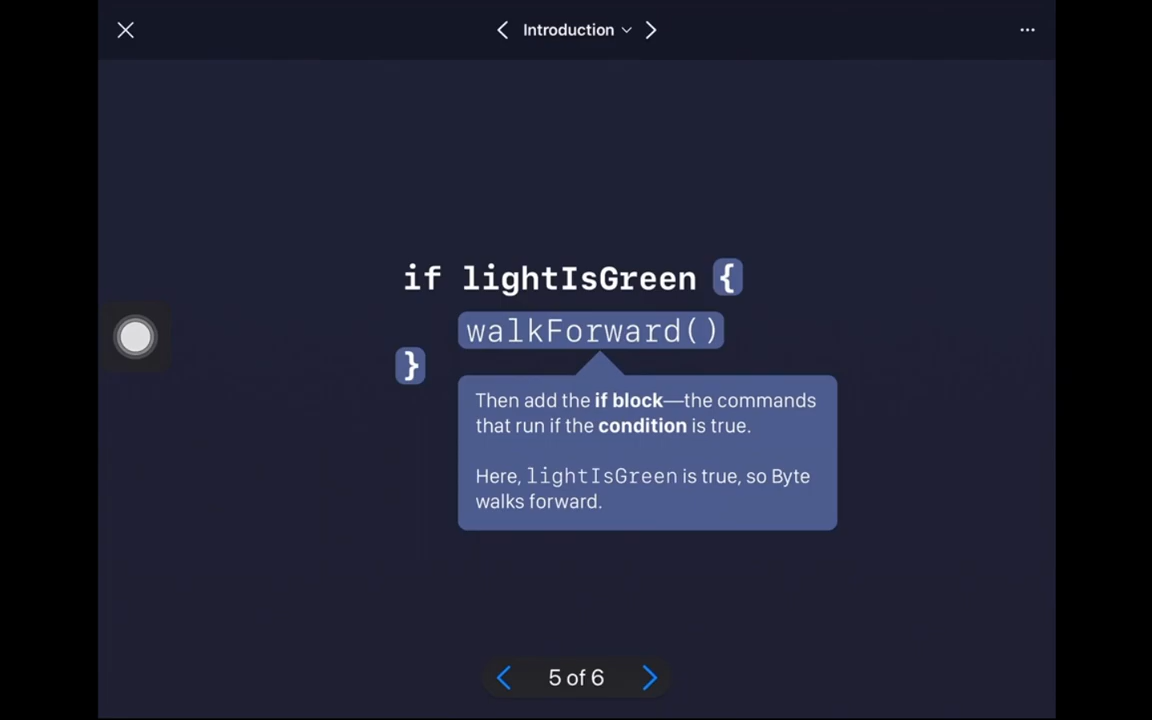 Introduction
if lightIsGreen {
walkForward()
}
Then add the if block—the commands
that run if the condition is true.
Here, lightIsGreen is true, so Byte
walks forward.
5 of 6